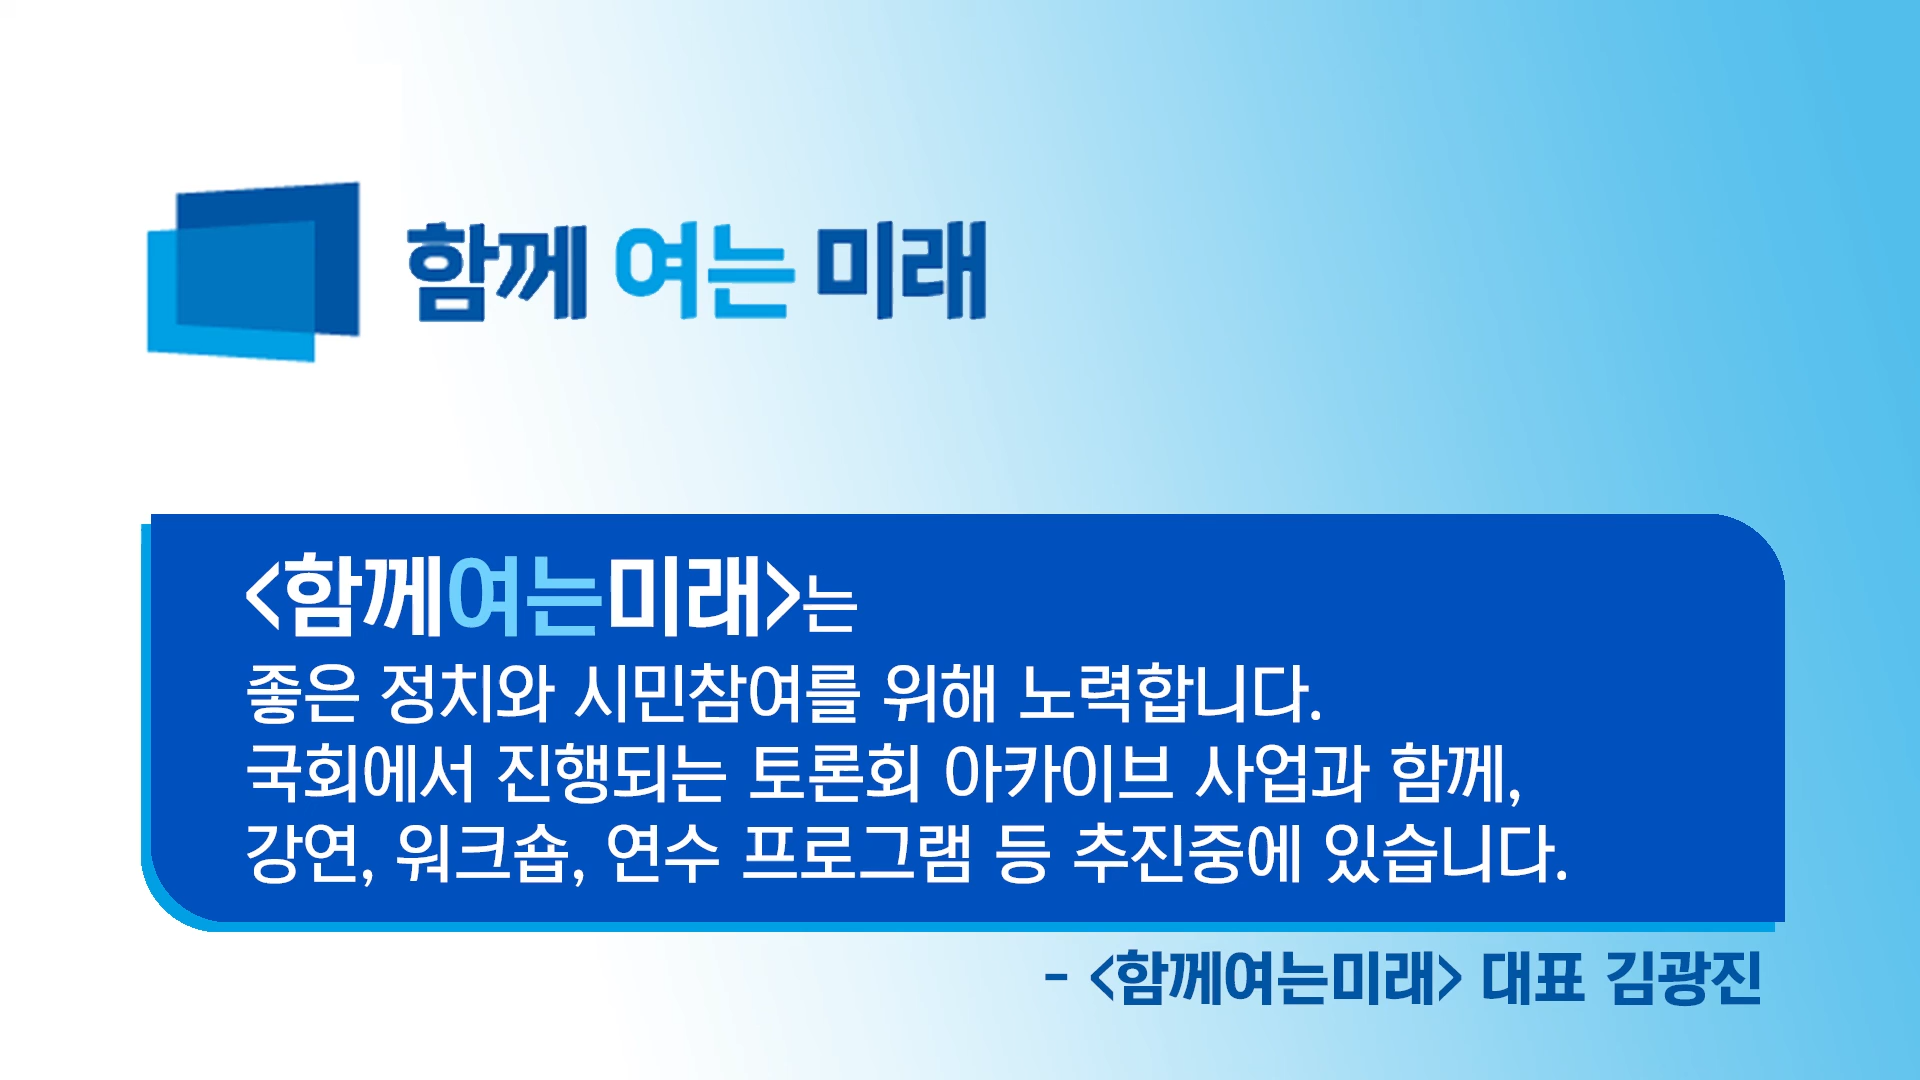 함께 여는 미래
<함께여는미래>는
좋은 정치와 시민참여를 위해 노력합니다.
국회에서 진행되는 토론회 아카이브 사업과 함께,
강연, 워크숍, 연수 프로그램 등 추진중에 있습니다.
- <함께여는미래> 대표 김광진